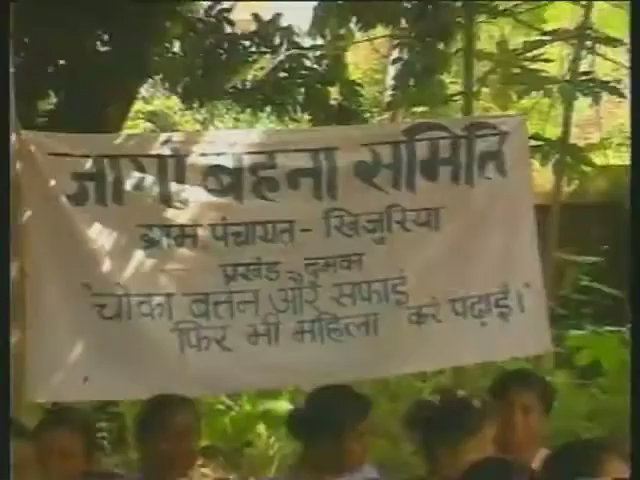 जागो बहना समिति
ग्राम पंचायत - खिजुरिया
प्रखंड दुमका
"चौका बर्तन और सफाई
फिर भी महिला करे पढ़ाई।"